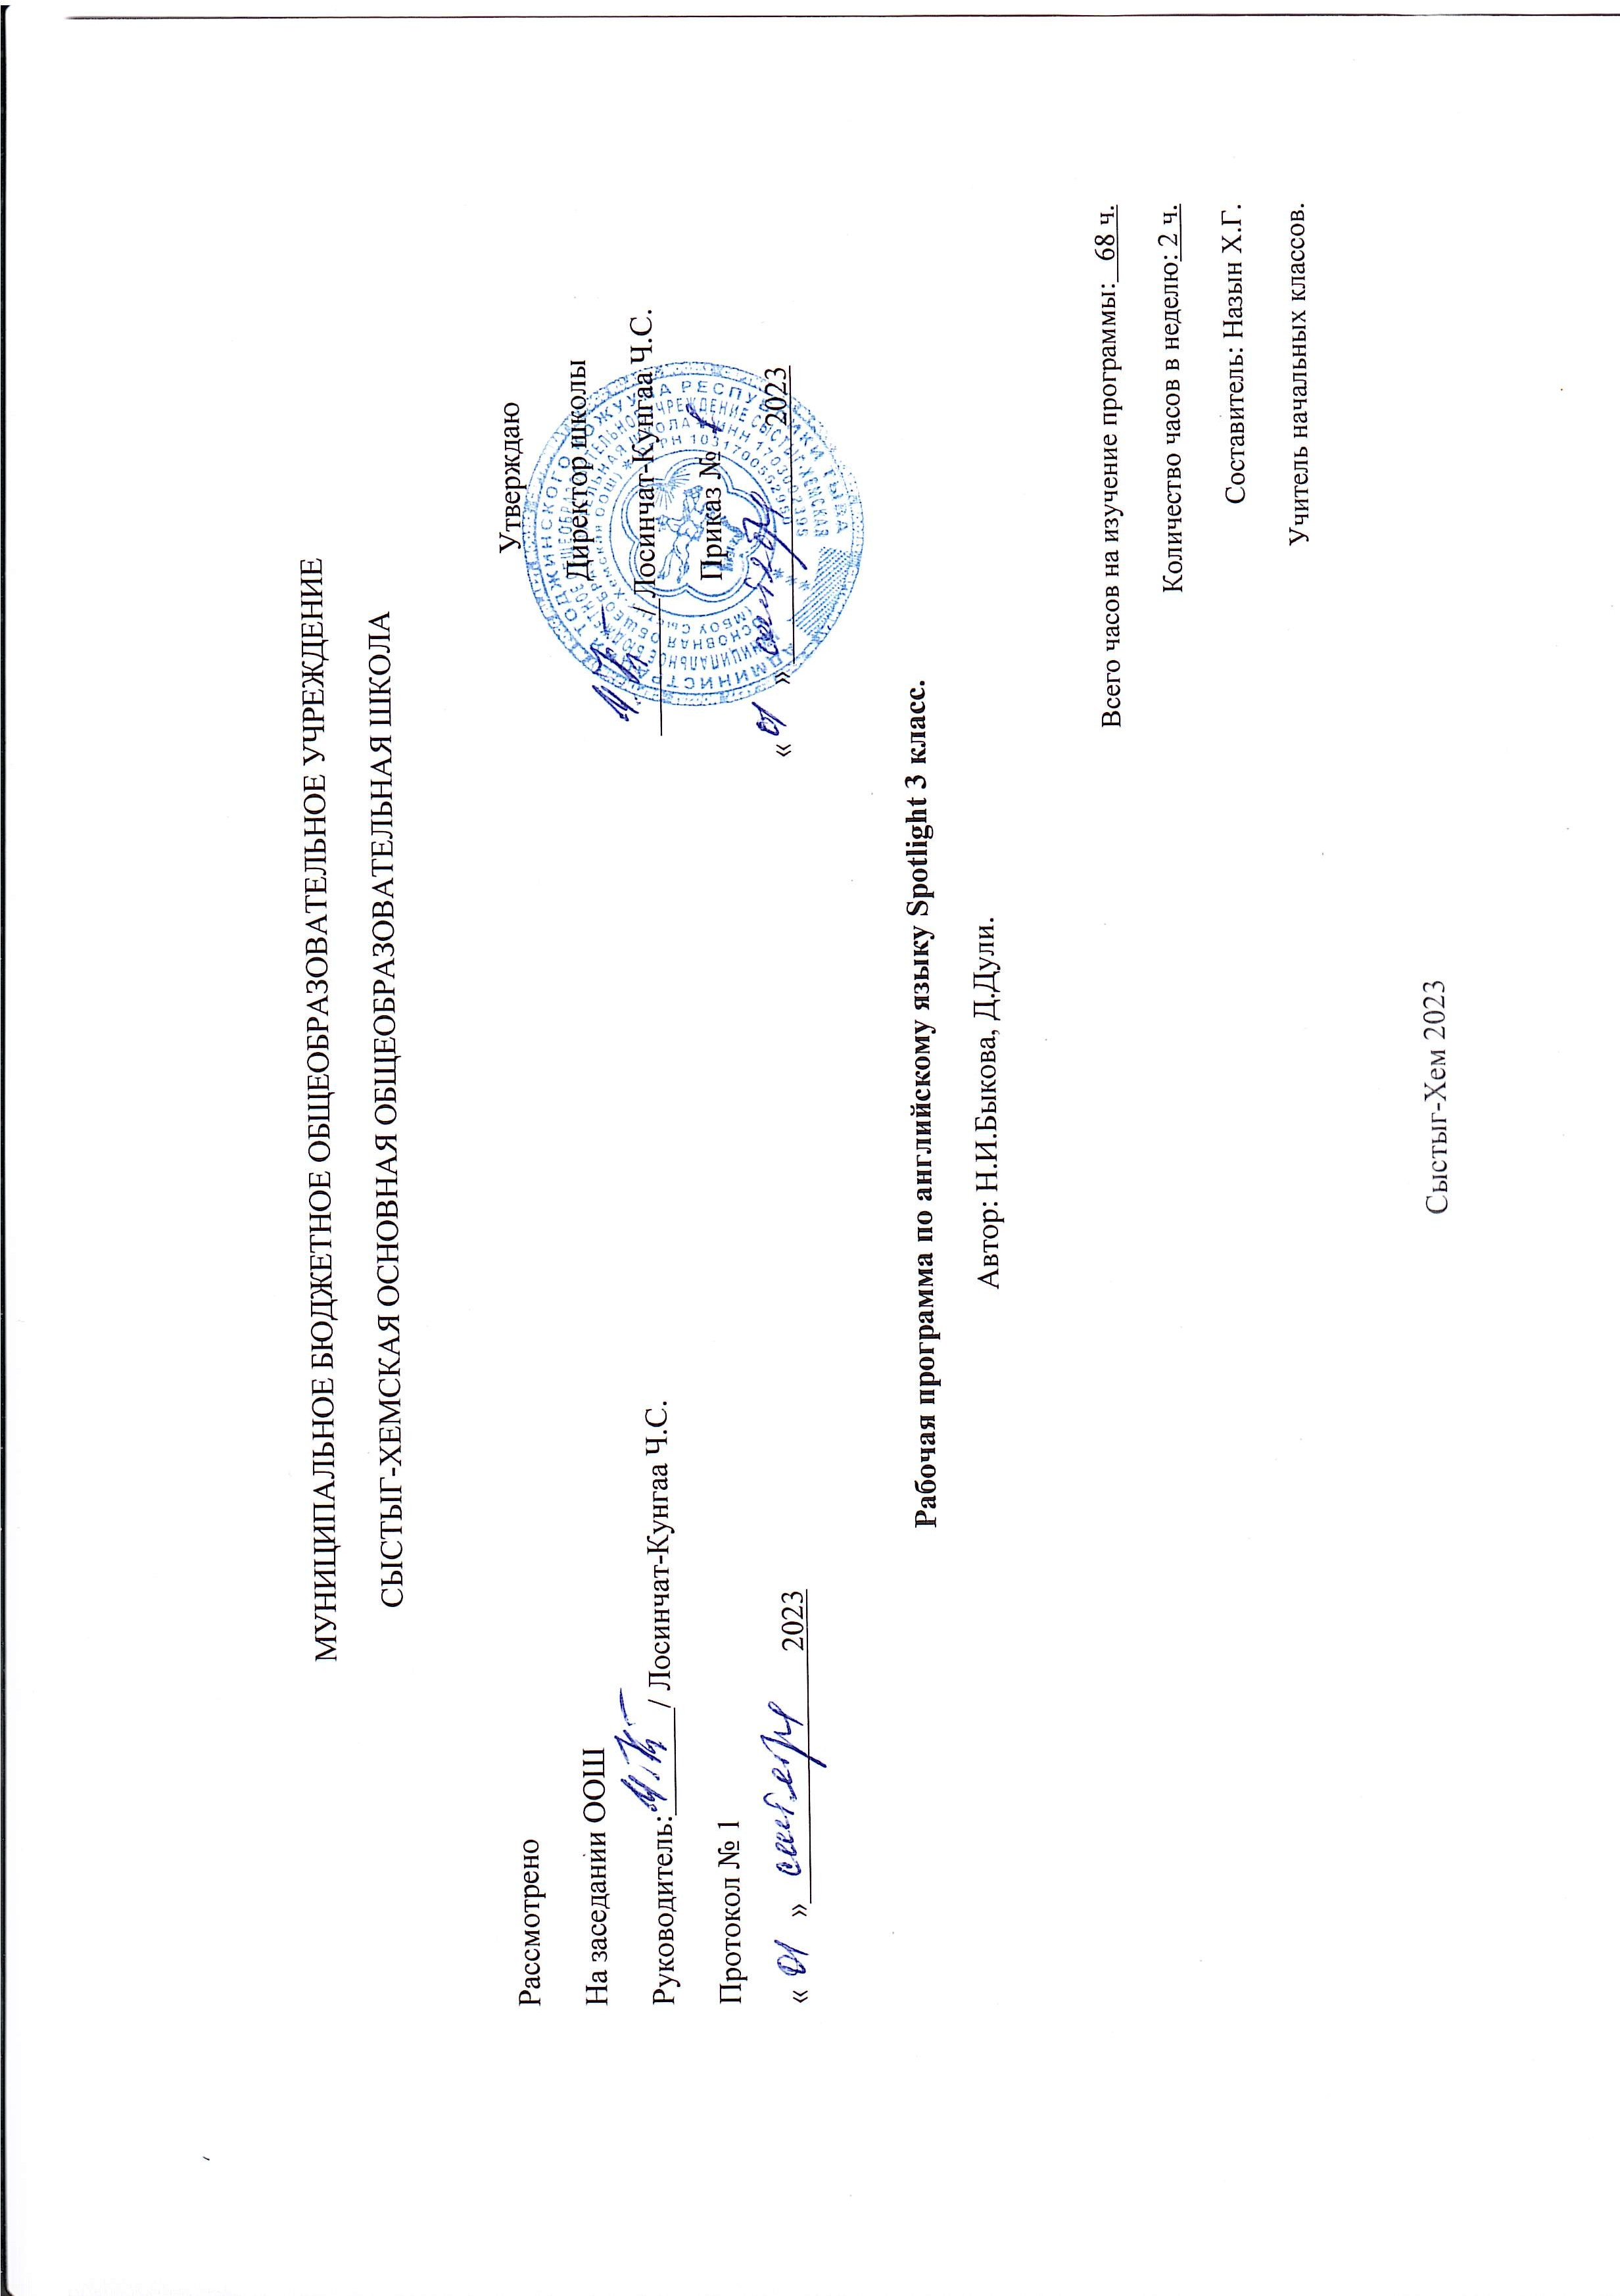 МУНИЦИПАЛЬНОЕ БЮДЖЕТНОЕ ОБЩЕОБРАЗОВАТЕЛЬНОЕ УЧРЕЖДЕНИЕ
СЫСТЫГ-ХЕМСКАЯ ОСНОВНАЯ ОБЩЕОБРАЗОВАТЕЛЬНАЯ ШКОЛА
Рассмотрено
На заседании ООШ
Руководитель: / Лосинчат-Кунгаа Ч.С.
Протокол № 1
« 01 » сентября 2023
Утверждаю
Директор школы
/ Лосинчат-Кунгаа Ч.С.
Приказ № 1
« 01 » сентября 2023
Рабочая программа по английскому языку Spotlight 3 класс.
Автор: Н.И.Быкова, Д.Дули.
Всего часов на изучение программы: 68 ч.
Количество часов в неделю: 2 ч.
Составитель: Назын Х.Г.
Учитель начальных классов.
Сыстыг-Хем 2023